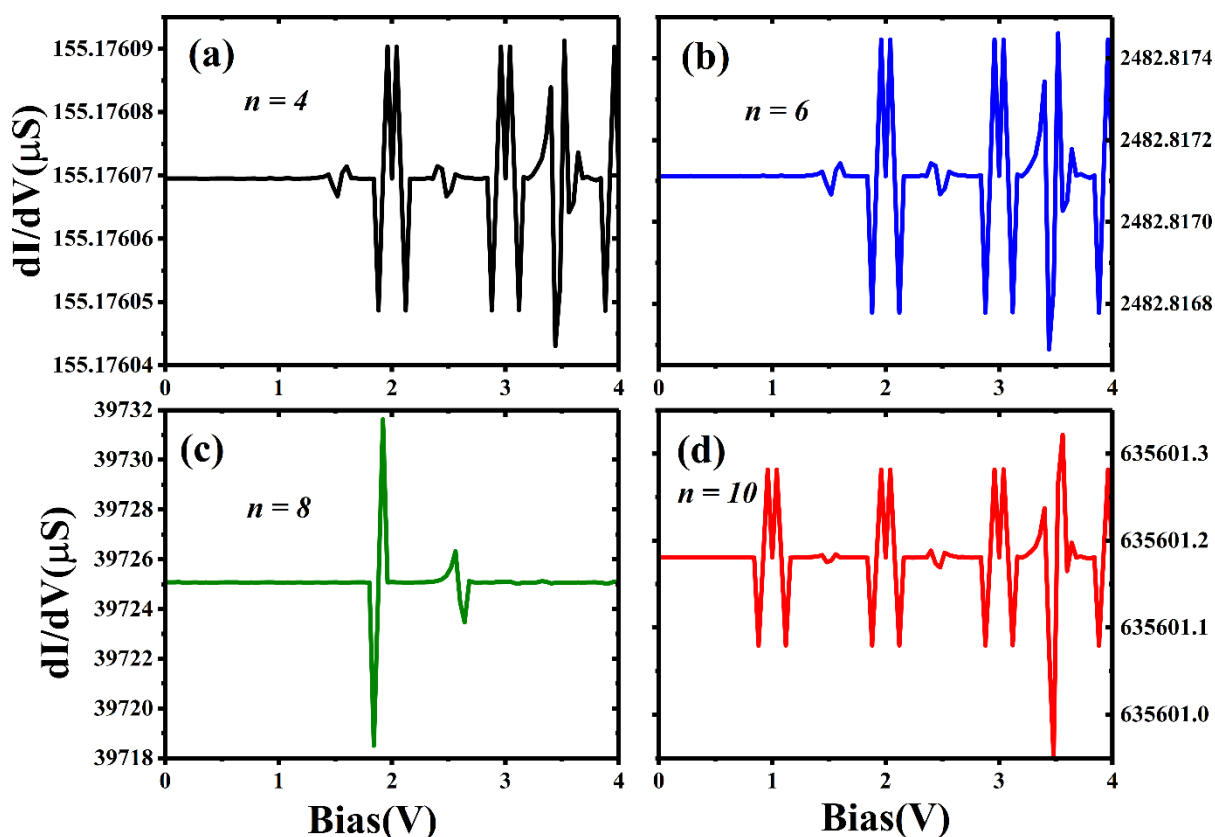 (a)
n = 4
dI/dV(μS)
155.17609
155.17608
155.17607
155.17606
155.17605
155.17604
0 1 2 3 4
(b)
n = 6
2482.8174
2482.8172
2482.8170
2482.8168
0 1 2 3 4
(c)
n = 8
dI/dV(μS)
39732
39730
39728
39726
39724
39722
39720
39718
0 1 2 3 4
Bias(V)
(d)
n = 10
635601.3
635601.2
635601.1
635601.0
0 1 2 3 4
Bias(V)